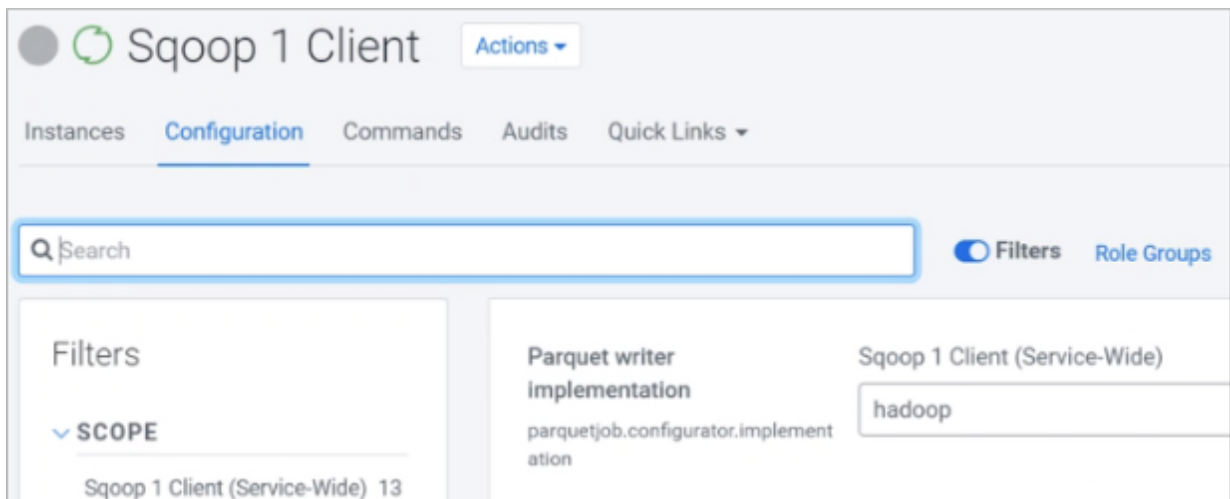 Sqoop 1 Client Actions
Instances Configuration Commands Audits Quick Links
Search Filters Role Groups
Filters
SCOPE
Sqoop 1 Client (Service-Wide) 13
Parquet writer
implementation
parquetjob.configurator.implement
ation
Sqoop 1 Client (Service-Wide)
hadoop